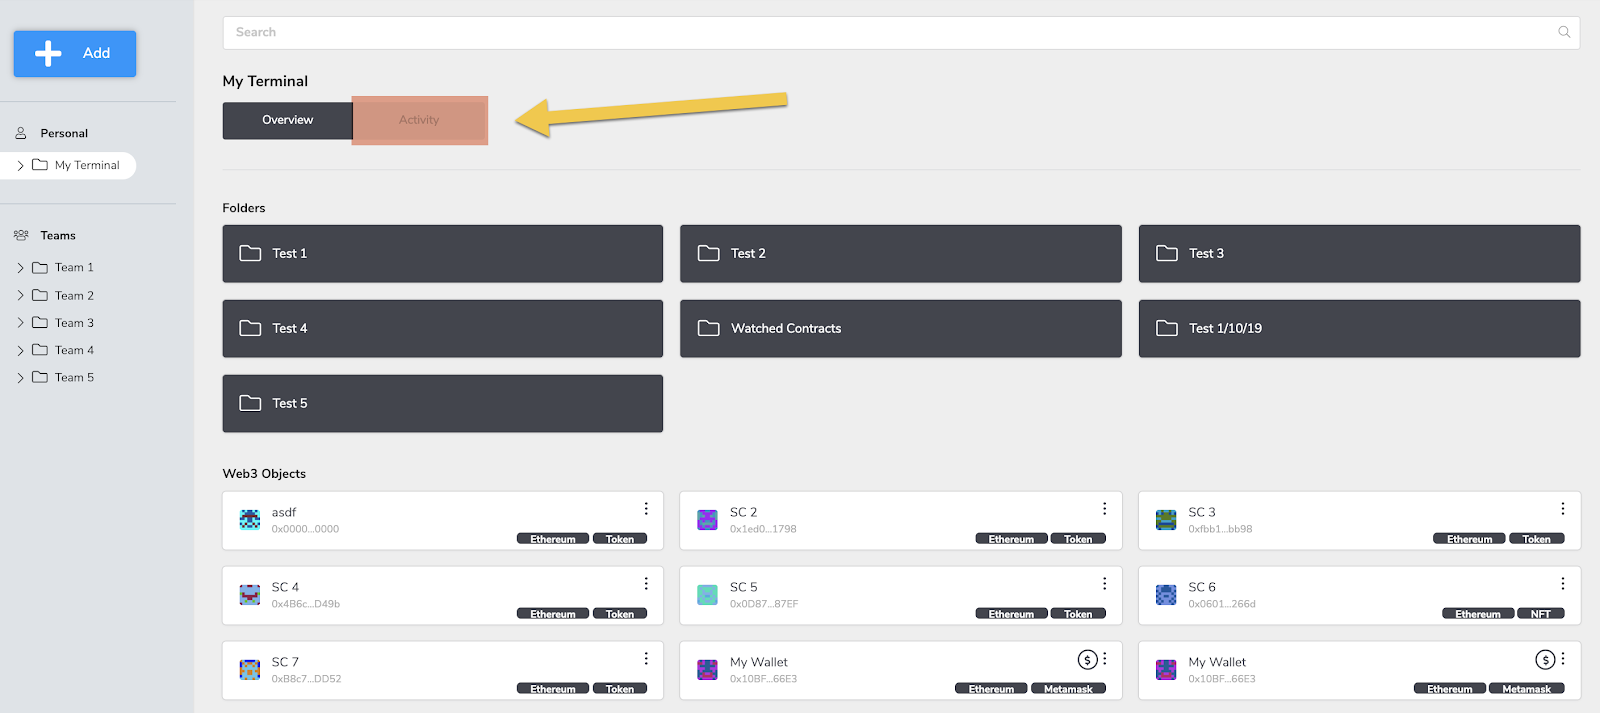 Add
Personal
My Terminal
Teams
Team 1
Team 2
Team 3
Team 4
Team 5
Search
My Terminal
Overview
Activity
Folders
Test 1
Test 2
Test 3
Test 4
Watched Contracts
Test 1/10/19
Test 5
Web3 Objects
asdf
0x0000...0000
Ethereum Token
SC 2
0x1ed0...1798
Ethereum Token
SC 3
0xfbb1...bb98
Ethereum Token
SC 4
0x4B6c...D49b
Ethereum Token
SC 5
0x0D87...87EF
Ethereum Token
SC 6
0x0601...266d
Ethereum NFT
SC 7
0xB8c7...DD52
Ethereum Token
My Wallet
0x10BF...66E3
$
Ethereum Metamask
My Wallet
0x10BF...66E3
$
Ethereum Metamask